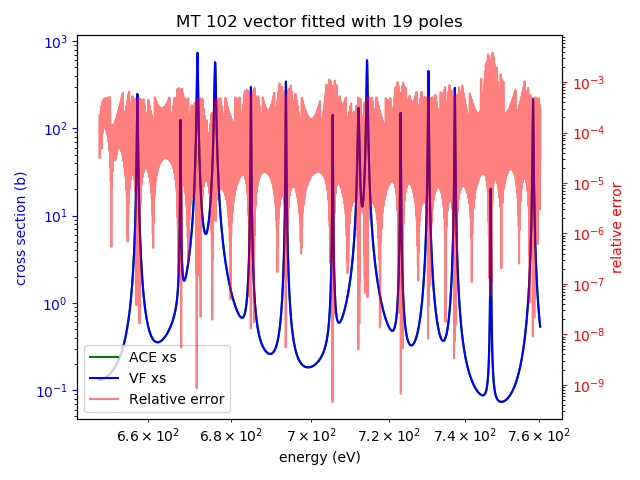 MT 102 vector fitted with 19 poles
10³
10²
10¹
10⁰
10⁻¹
cross section (b)
10⁻³
10⁻⁴
10⁻⁵
10⁻⁶
10⁻⁷
10⁻⁸
10⁻⁹
relative error
ACE xs
VF xs
Relative error
6.6 × 10² 6.8 × 10² 7 × 10² 7.2 × 10² 7.4 × 10² 7.6 × 10²
energy (eV)